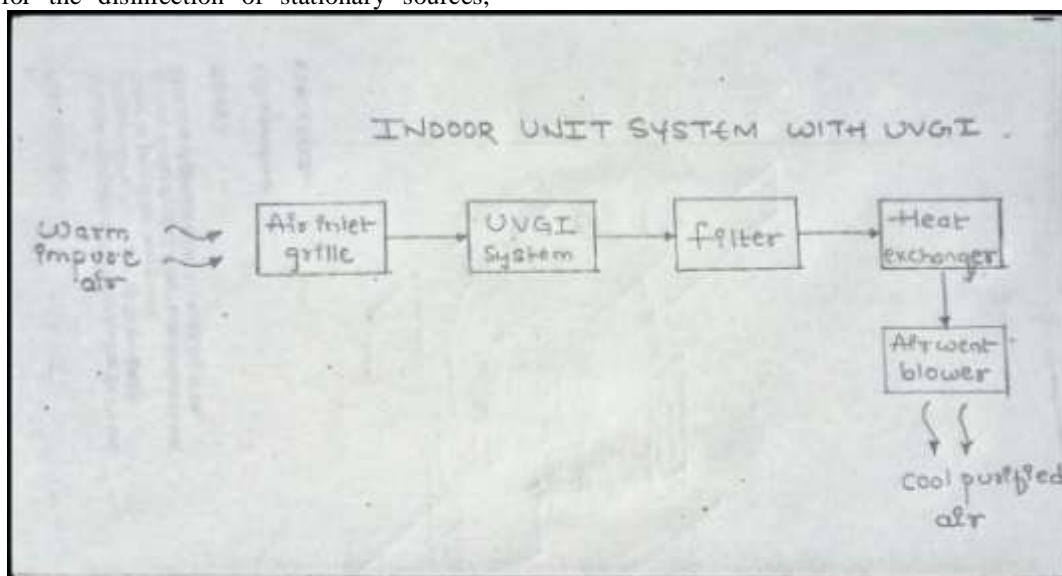 for the disinfection of stationary sources,
INDOOR UNIT SYSTEM WITH UVGI .
Warm
impure
air
Air inlet
grille
UVGI
System
filter
Heat
exchanger
Air went
blower
Cool purified
air